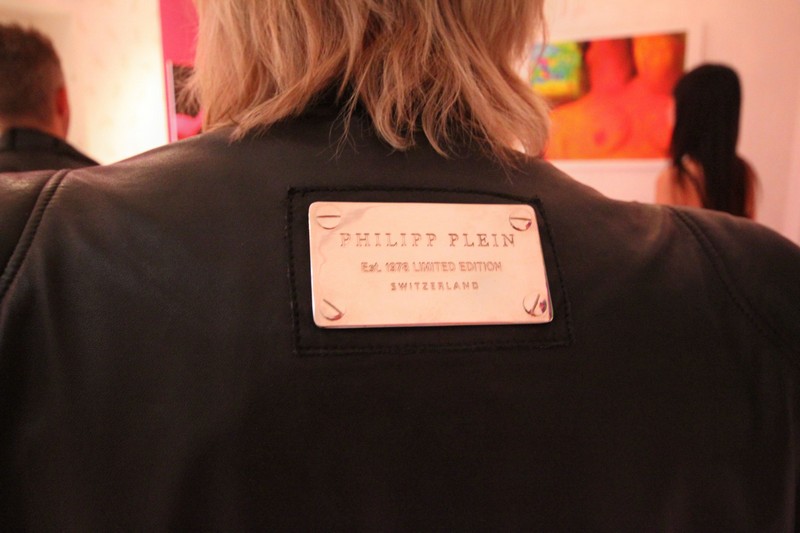 PHILIPP PLEIN
Est. 1978 LIMITED EDITION
SWITZERLAND